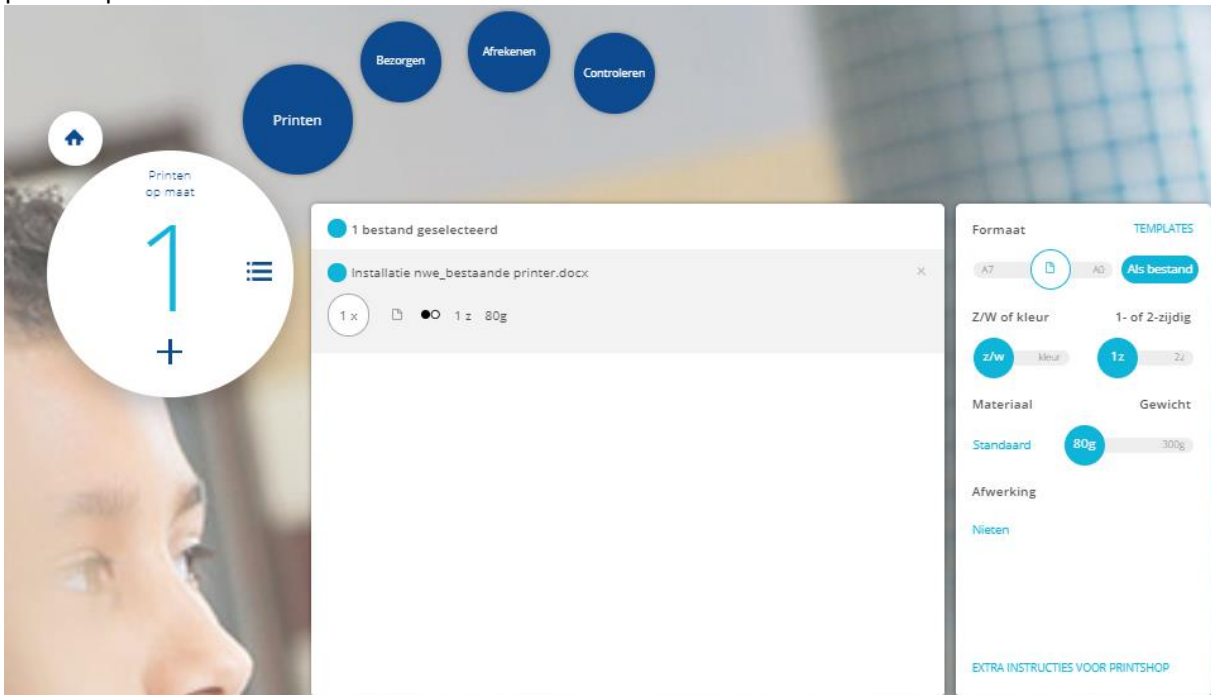 Printen
Bezorgen
Afrekenen
Controleren
Printen
op maat
1
1 bestand geselecteerd
Installatie nwe_bestaande printer.docx
1 x
1 z 80g
Formaat TEMPLATES
A7 A0 Als bestand
Z/W of kleur 1- of 2-zijdig
z/w kleur 1z 2z
Materiaal Gewicht
Standaard 80g 300g
Afwerking
Nieten
EXTRA INSTRUCTIES VOOR PRINTSHOP